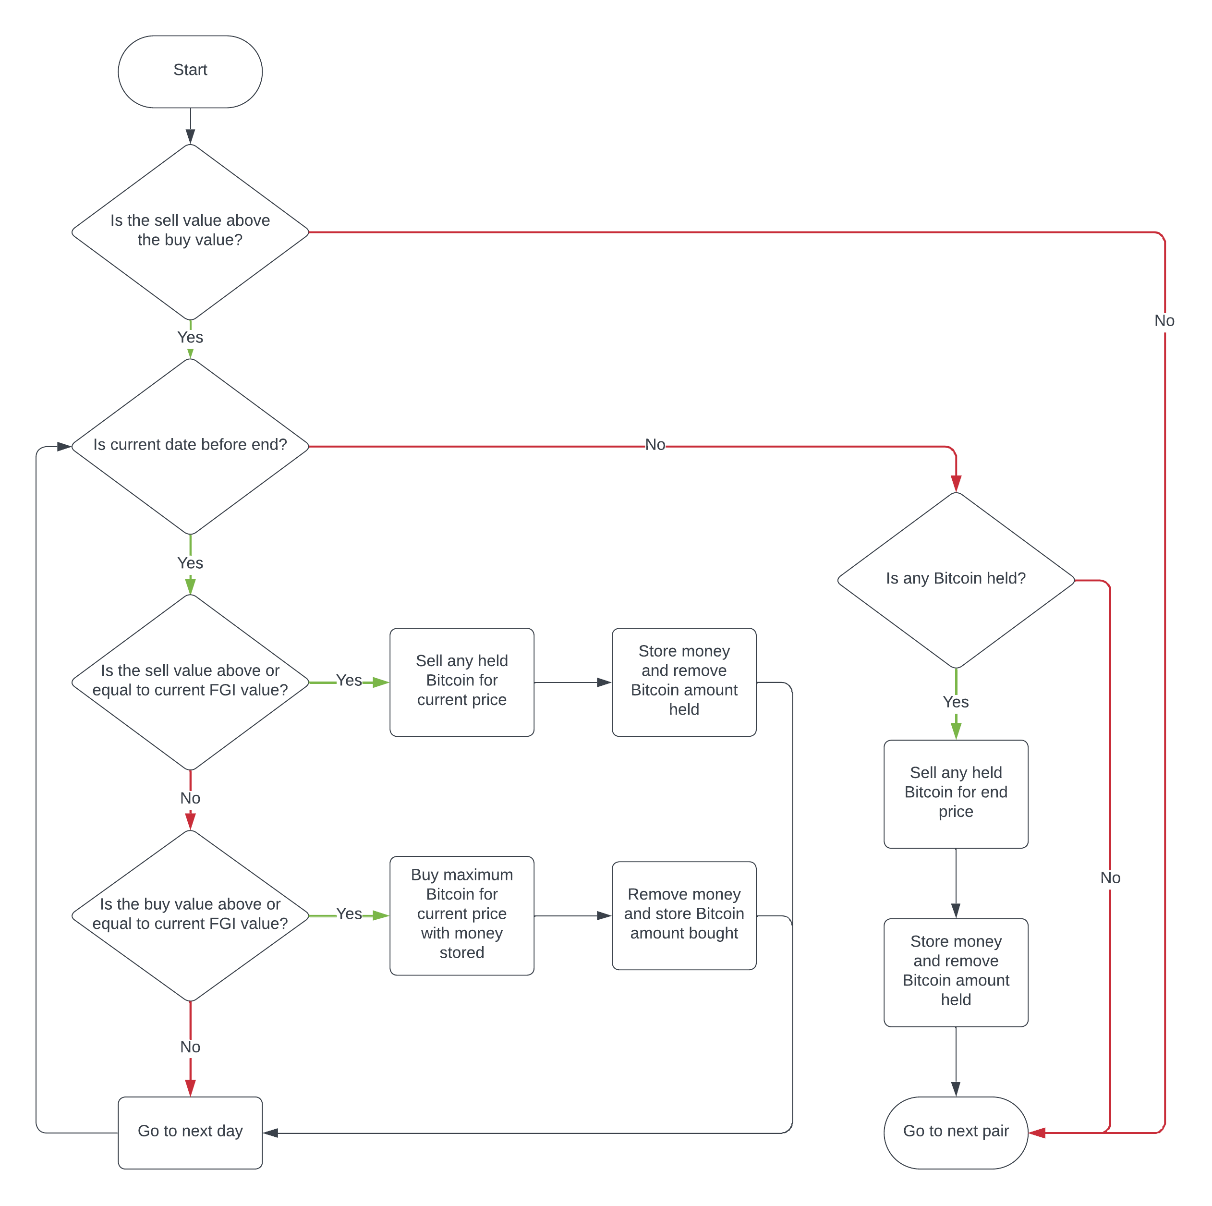 Start
Is the sell value above
the buy value?
No
Yes
Is current date before end?
No
Yes
Is any Bitcoin held?
Is the sell value above or
equal to current FGI value?
Yes
Sell any held
Bitcoin for
current price
Store money
and remove
Bitcoin amount
held
Yes
Sell any held
Bitcoin for end
price
No
No
Is the buy value above or
equal to current FGI value?
Yes
Buy maximum
Bitcoin for
current price
with money
stored
Remove money
and store Bitcoin
amount bought
Store money
and remove
Bitcoin amount
held
No
Go to next day
Go to next pair